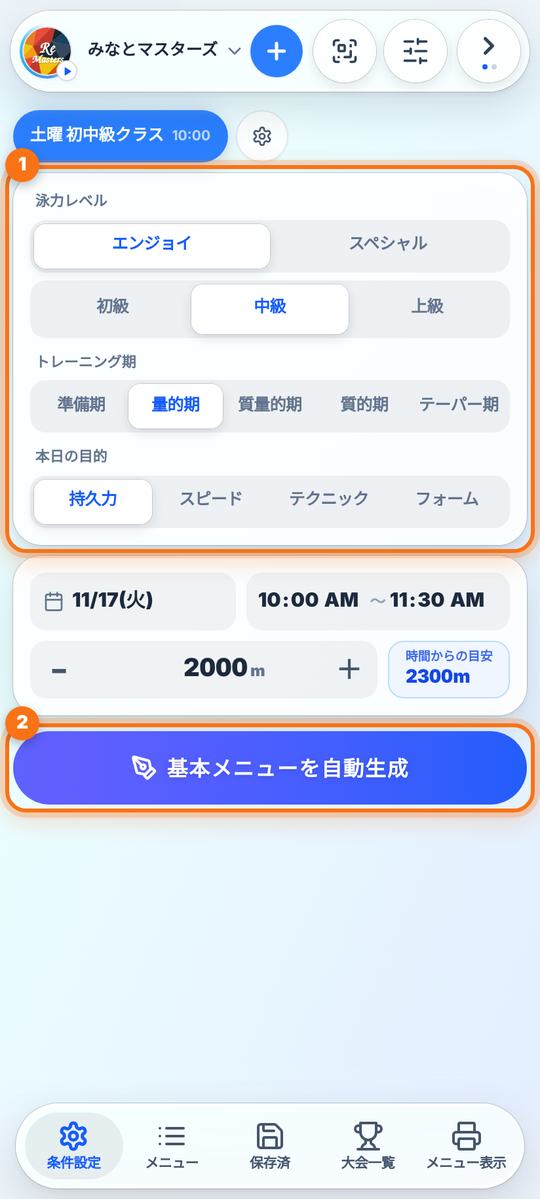 Re
Masters
みなとマスターズ
土曜 初中級クラス 10:00
1
泳力レベル
エンジョイ スペシャル
初級 中級 上級
トレーニング期
準備期 量的期 質量的期 質的期 テーパー期
本日の目的
持久力 スピード テクニック フォーム
11/17(火) 10:00 AM ～ 11:30 AM
時間からの目安
− 2000 m + 2300m
2
基本メニューを自動生成
条件設定 メニュー 保存済 大会一覧 メニュー表示